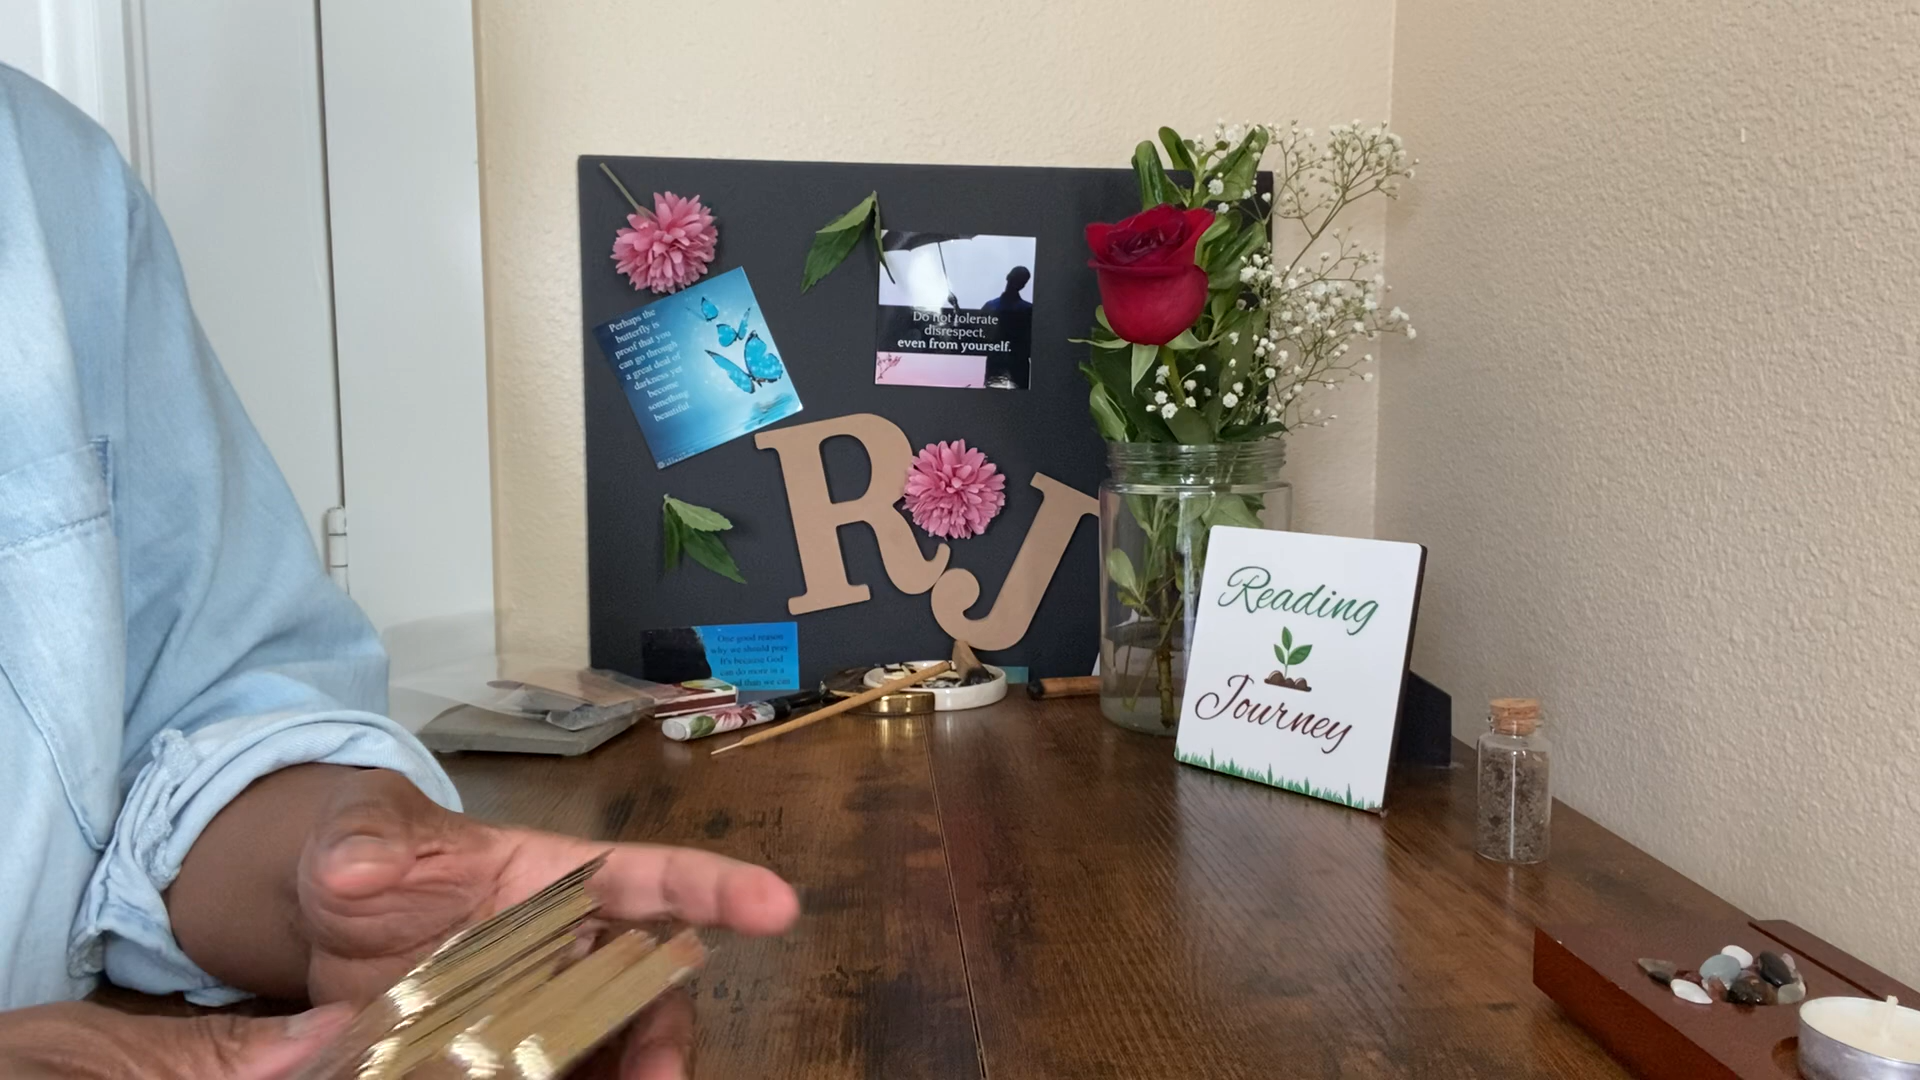 Perhaps the
butterfly is
proof that you
can go through
a great deal of
darkness yet
become
something
beautiful
Do not tolerate
disrespect,
even from yourself.
RJ
One good reason
why we should pray
It's because God
can do more in a
than we can
Reading
Journey